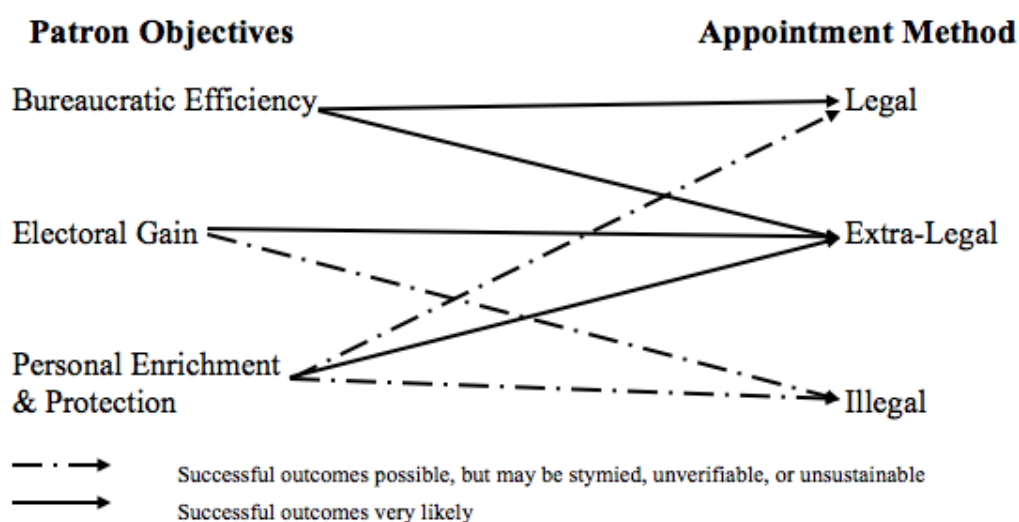 Patron Objectives
Appointment Method
Bureaucratic Efficiency
Legal
Electoral Gain
Extra-Legal
Personal Enrichment
& Protection
Illegal
Successful outcomes possible, but may be stymied, unverifiable, or unsustainable
Successful outcomes very likely